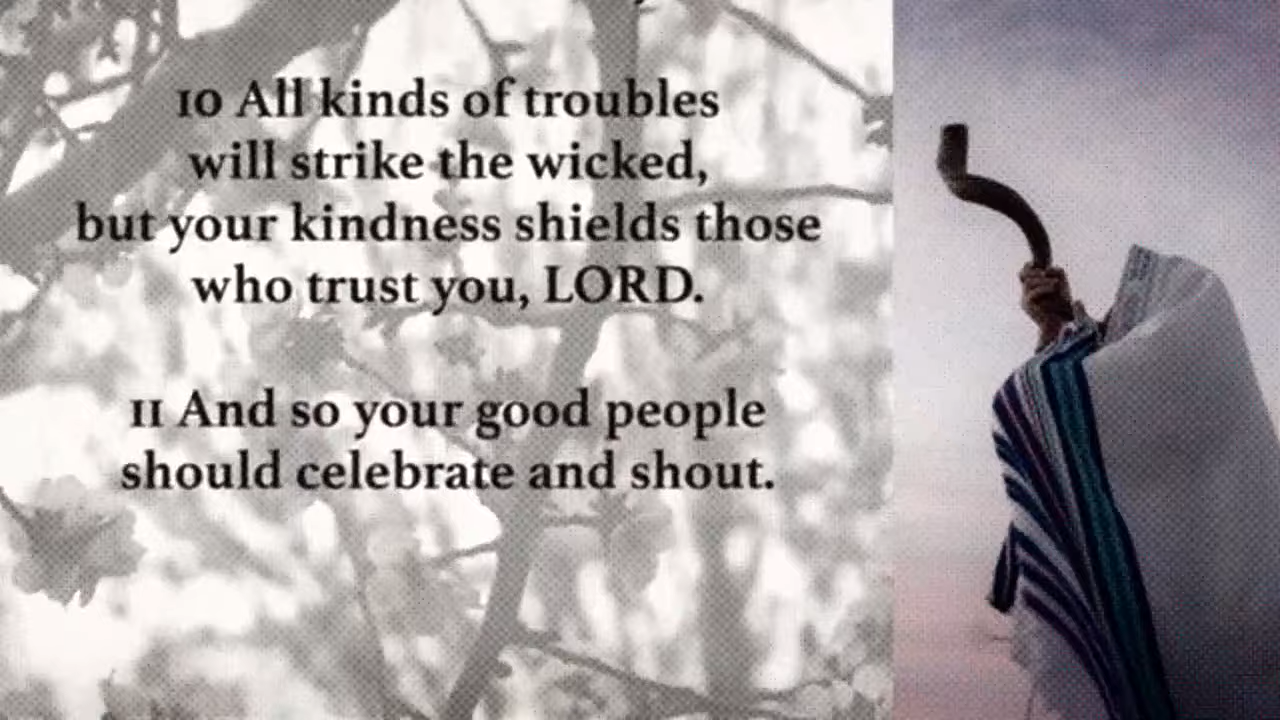 10 All kinds of troubles
will strike the wicked,
but your kindness shields those
who trust you, LORD.
11 And so your good people
should celebrate and shout.